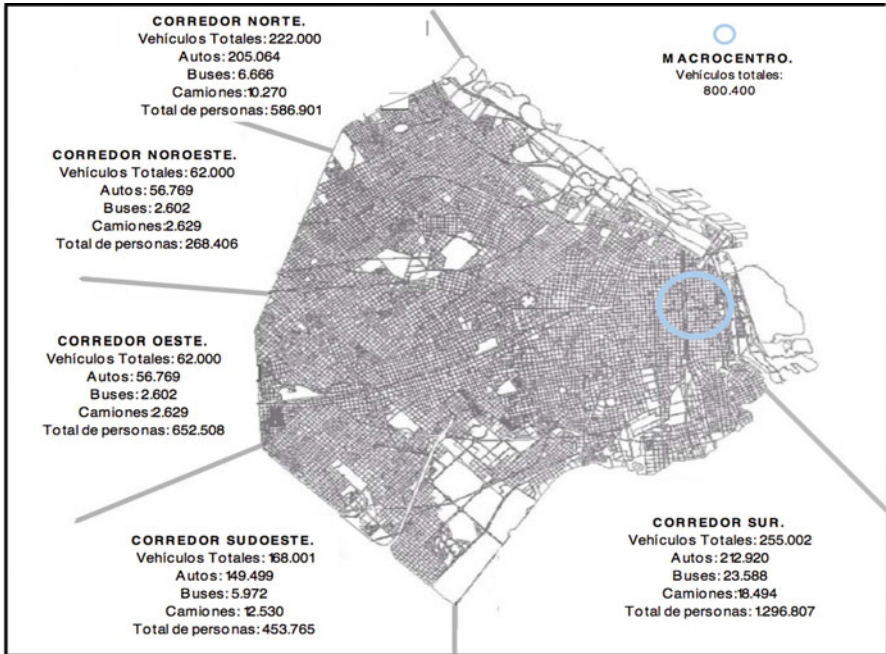 CORREDOR NORTE.
Vehículos Totales: 222.000
Autos: 205.064
Buses: 6.666
Camiones:10.270
Total de personas: 586.901
MACROCENTRO.
Vehículos totales:
800.400
CORREDOR NOROESTE.
Vehículos Totales: 62.000
Autos: 56.769
Buses: 2.602
Camiones:2.629
Total de personas: 268.406
CORREDOR OESTE.
Vehículos Totales: 62.000
Autos: 56.769
Buses: 2.602
Camiones:2.629
Total de personas: 652.508
CORREDOR SUDOESTE.
Vehículos Totales: 168.001
Autos: 149.499
Buses: 5.972
Camiones: 12.530
Total de personas: 453.765
CORREDOR SUR.
Vehículos Totales: 255.002
Autos: 212.920
Buses: 23.588
Camiones:18.494
Total de personas: 1.296.807